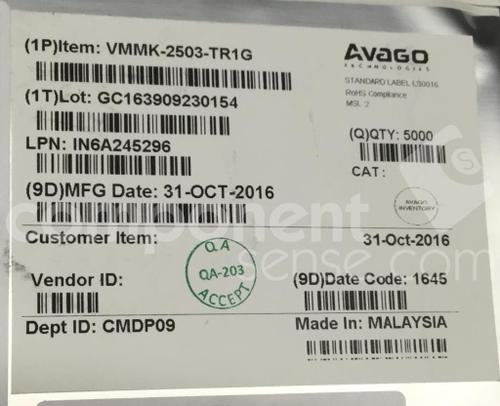 (1P)Item: VMMK-2503-TR1G
AVAGO
TECHNOLOGIES
STANDARD LABEL LS0016
RoHS Compliance
MSL: 2
(1T)Lot: GC163909230154
(Q)QTY: 5000
LPN: IN6A245296
CAT:
(9D)MFG Date: 31-OCT-2016
AVAGO
INVENTORY
component
sense.com
Customer Item:
31-Oct-2016
QA
QA-203
ACCEPT
Vendor ID:
(9D)Date Code: 1645
Dept ID: CMDP09
Made In: MALAYSIA